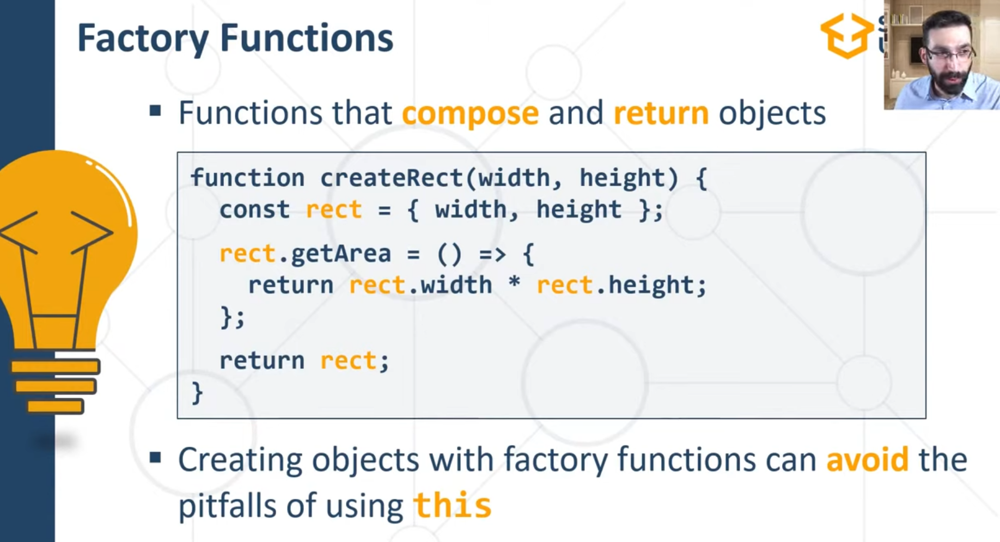 Factory Functions
S
U
▪ Functions that compose and return objects
function createRect(width, height) {
const rect = { width, height };
rect.getArea = () => {
return rect.width * rect.height;
};
return rect;
}
▪ Creating objects with factory functions can avoid the
pitfalls of using this